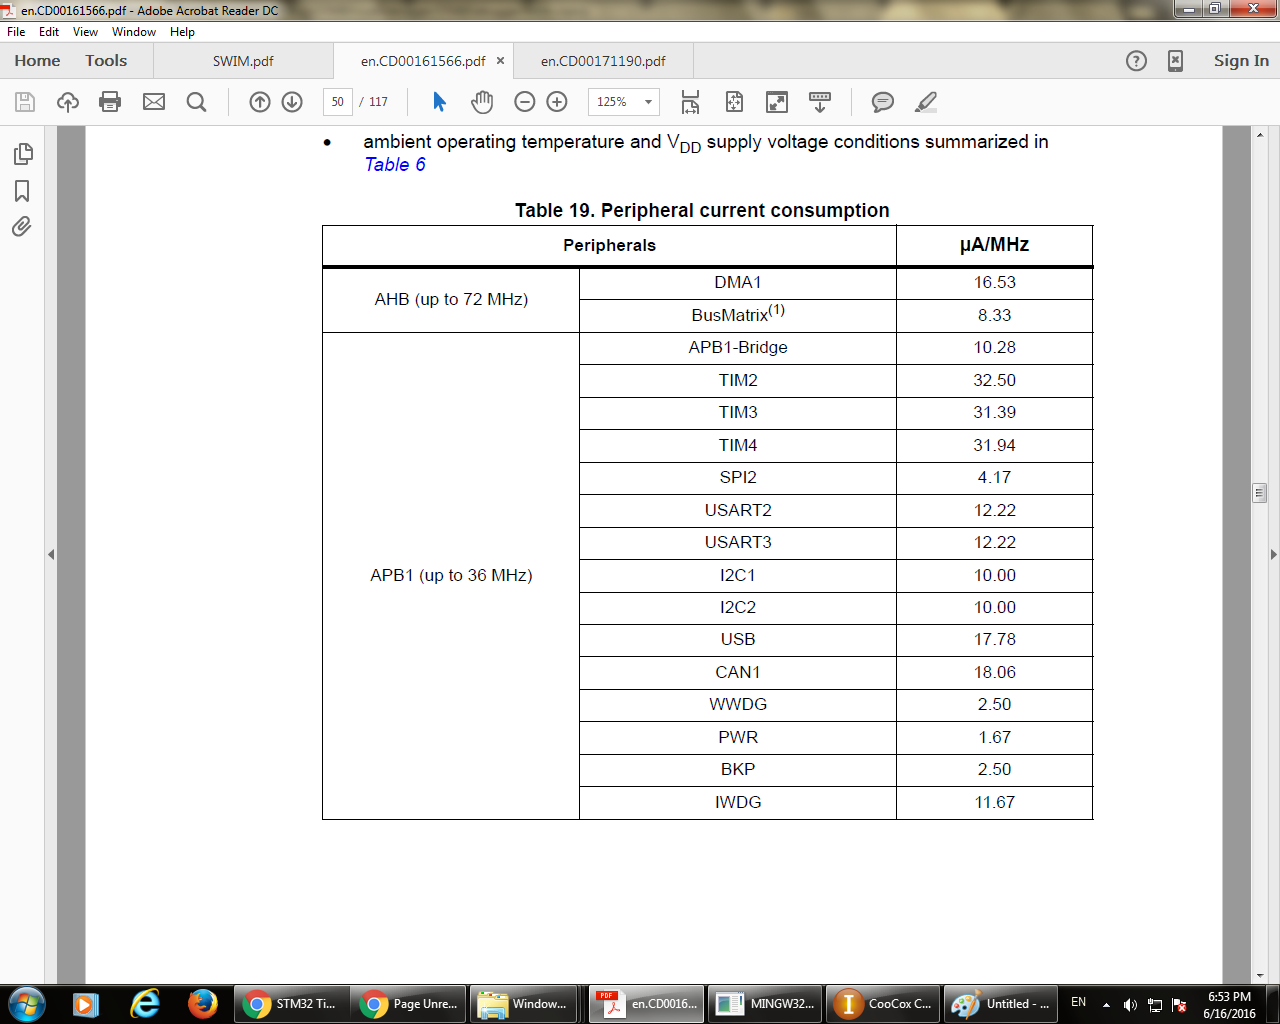 en.CD00161566.pdf - Adobe Acrobat Reader DC
File Edit View Window Help
Home Tools SWIM.pdf en.CD00161566.pdf × en.CD00171190.pdf Sign In
50 / 117 125%
• ambient operating temperature and VDD supply voltage conditions summarized in
Table 6
Table 19. Peripheral current consumption
Peripherals µA/MHz
AHB (up to 72 MHz)
DMA1 16.53
BusMatrix(1) 8.33
APB1 (up to 36 MHz)
APB1-Bridge 10.28
TIM2 32.50
TIM3 31.39
TIM4 31.94
SPI2 4.17
USART2 12.22
USART3 12.22
I2C1 10.00
I2C2 10.00
USB 17.78
CAN1 18.06
WWDG 2.50
PWR 1.67
BKP 2.50
IWDG 11.67
STM32 Ti... Page Unre... Window... PDF en.CD0016... MINGW32... CooCox C... Untitled - ... EN 6:53 PM
6/16/2016